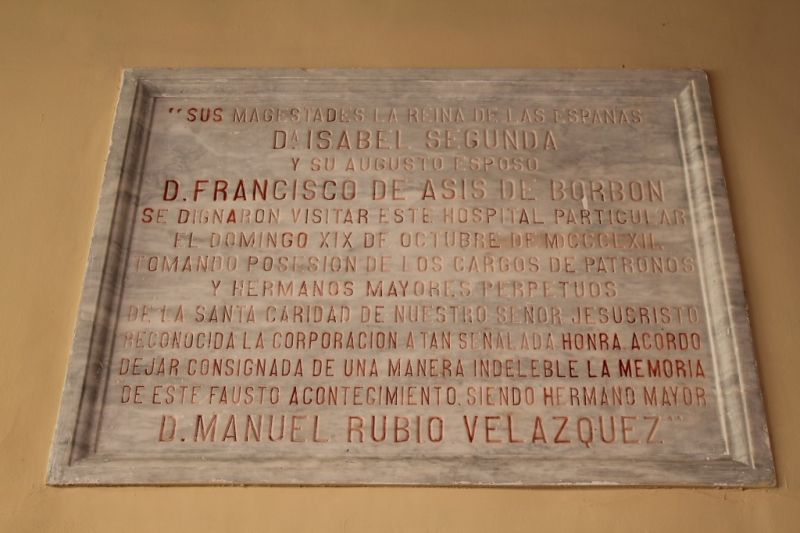 "SUS MAGESTADES LA REINA DE LAS ESPAÑAS
Dª ISABEL SEGUNDA
Y SU AUGUSTO ESPOSO
D. FRANCISCO DE ASIS DE BORBON
SE DIGNARON VISITAR ESTE HOSPITAL PARTICULAR
EL DOMINGO XIX DE OCTUBRE DE MDCCCLXII.
TOMANDO POSESION DE LOS CARGOS DE PATRONOS
Y HERMANOS MAYORES PERPETUOS
DE LA SANTA CARIDAD DE NUESTRO SEÑOR JESUCRISTO
RECONOCIDA LA CORPORACION A TAN SEÑALADA HONRA, ACORDO
DEJAR CONSIGNADA DE UNA MANERA INDELEBLE LA MEMORIA
DE ESTE FAUSTO ACONTECIMIENTO. SIENDO HERMANO MAYOR
D. MANUEL RUBIO VELAZQUEZ"